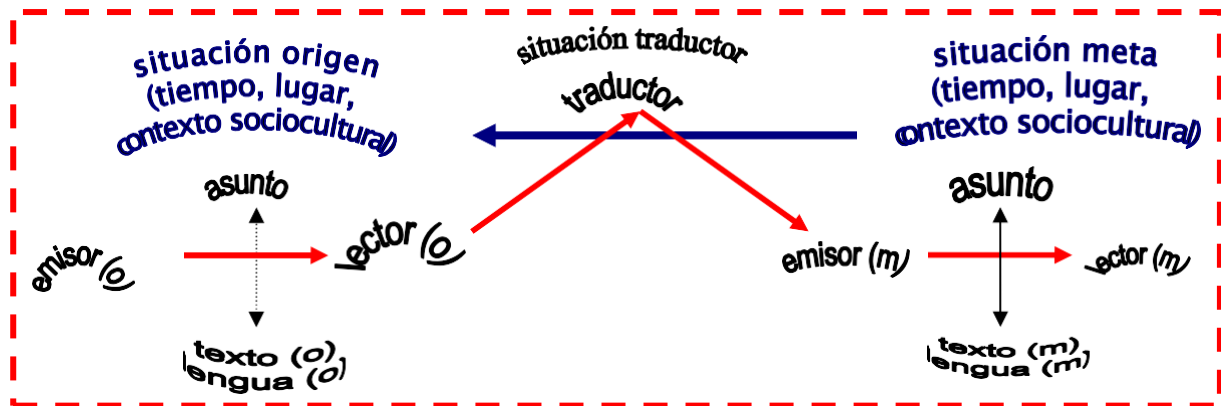 situación origen
(tiempo, lugar,
contexto sociocultural)
asunto
emisor (o)
lector (o)
texto (o)
lengua (o)
situación traductor
traductor
situación meta
(tiempo, lugar,
contexto sociocultural)
asunto
emisor (m)
lector (m)
texto (m)
lengua (m)